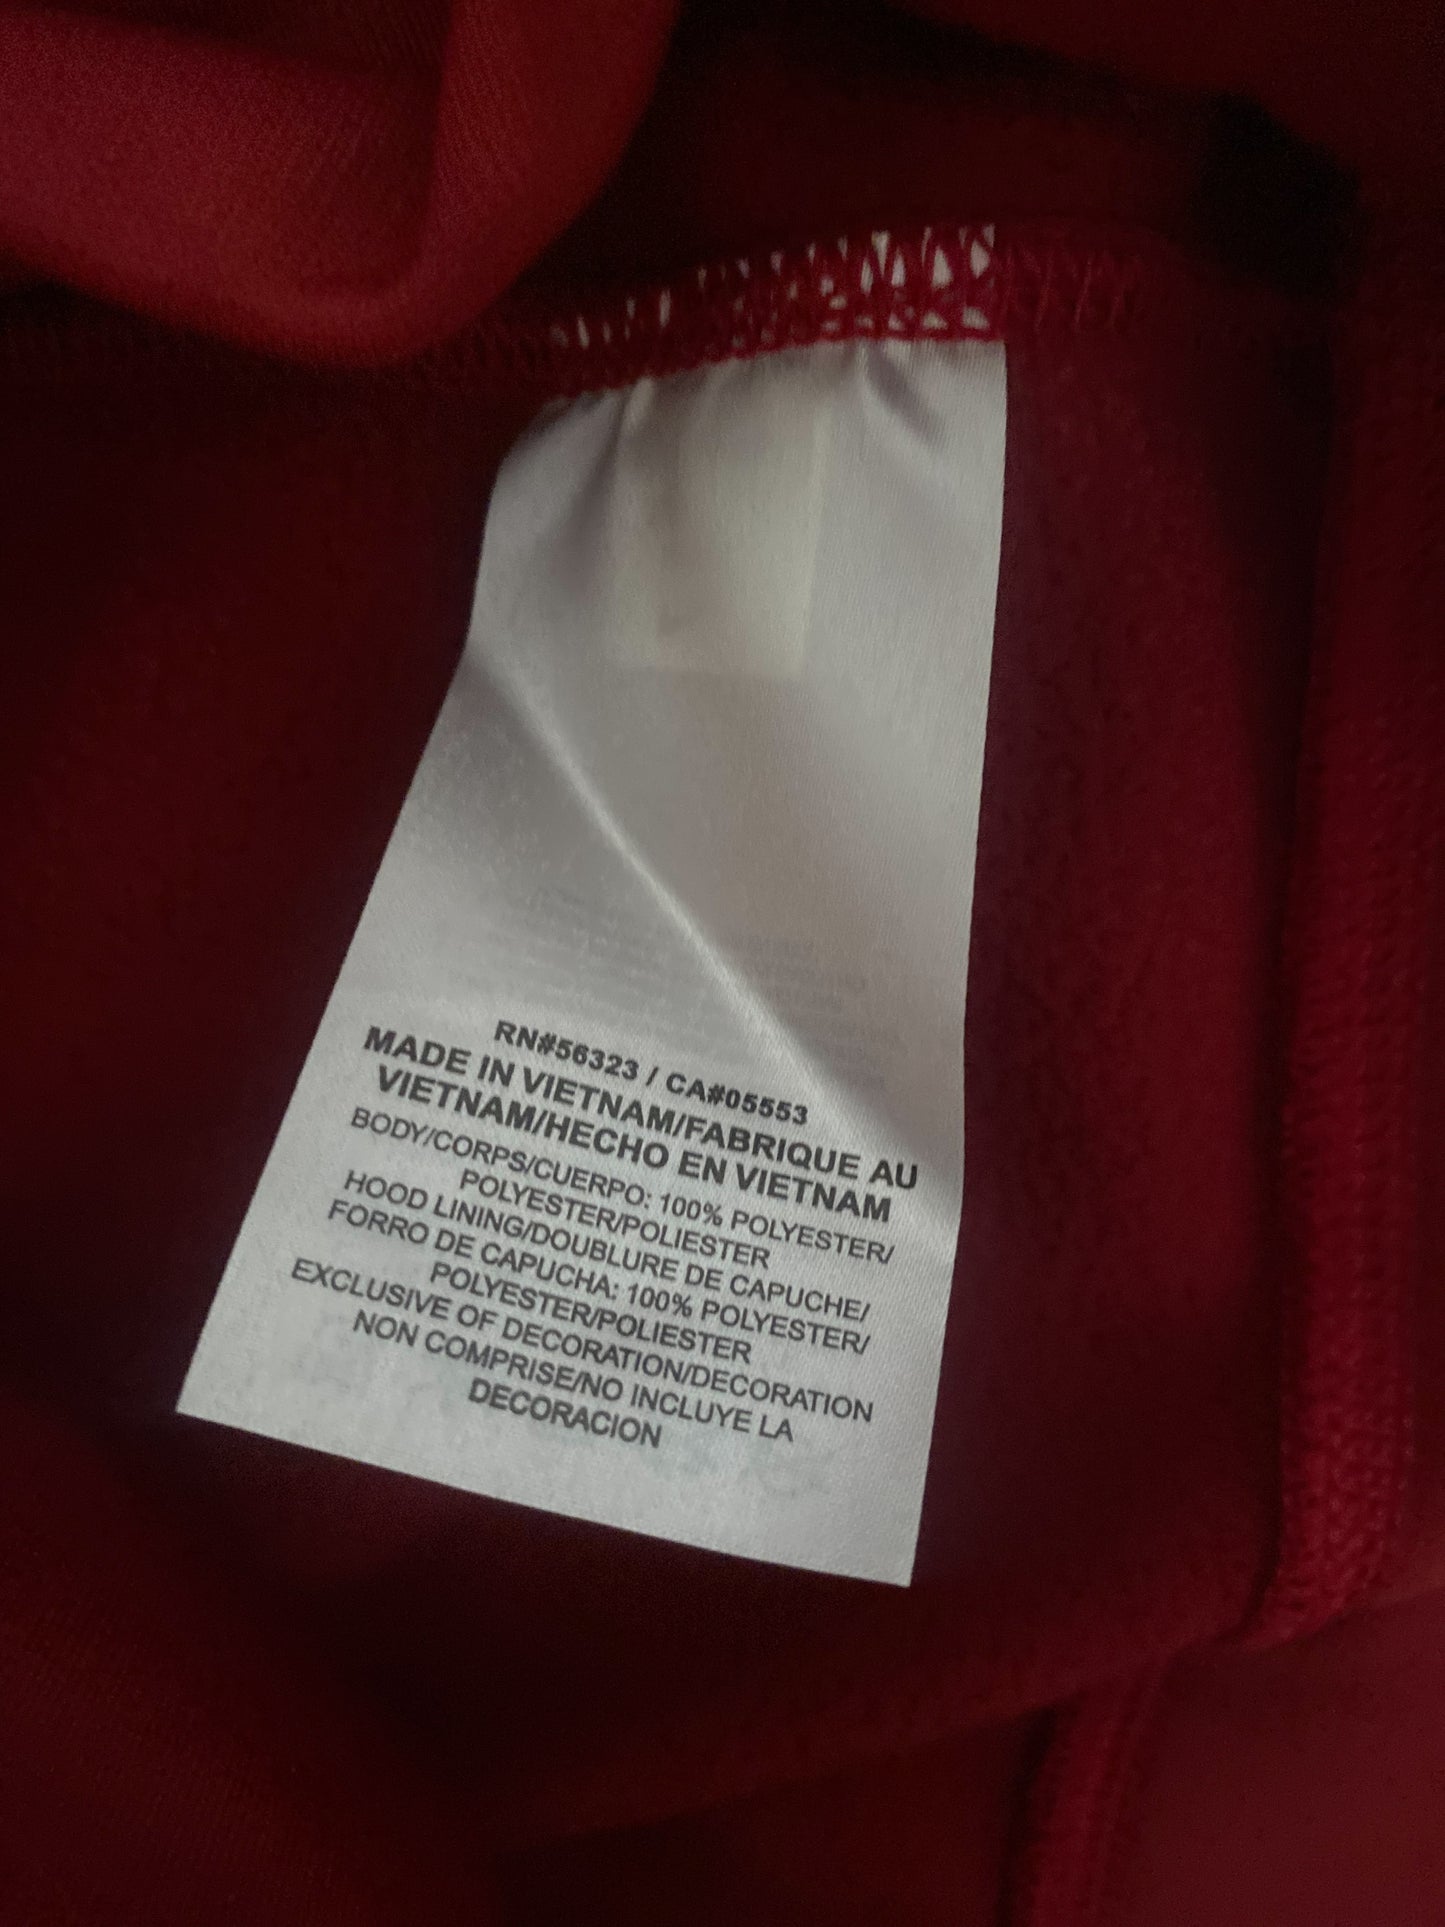 RN#56323 / CA#05553
MADE IN VIETNAM/FABRIQUE AU
VIETNAM/HECHO EN VIETNAM
BODY/CORPS/CUERPO: 100% POLYESTER/
POLYESTER/POLIESTER
HOOD LINING/DOUBLURE DE CAPUCHE/
FORRO DE CAPUCHA: 100% POLYESTER/
POLYESTER/POLIESTER
EXCLUSIVE OF DECORATION/DECORATION
NON COMPRISE/NO INCLUYE LA
DECORACION